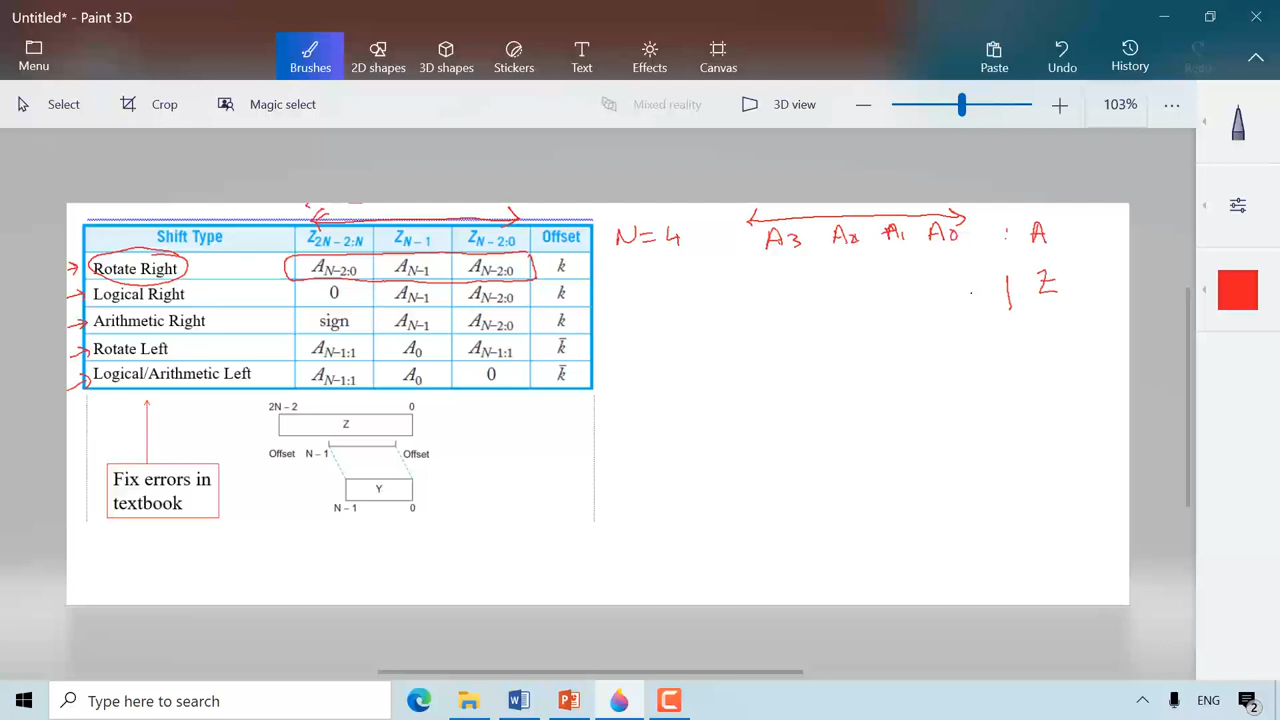 Untitled* - Paint 3D
Menu Brushes 2D shapes 3D shapes Stickers Text Effects Canvas Paste Undo History Redo
Select Crop Magic select Mixed reality 3D view 103%
Shift Type Z2N – 2:N ZN – 1 ZN – 2:0 Offset N=4 A3 A2 A1 A0 : A
Rotate Right AN–2:0 AN–1 AN–2:0 k | Z
Logical Right 0 AN–1 AN–2:0 k
Arithmetic Right sign AN–1 AN–2:0 k
Rotate Left AN–1:1 A0 AN–1:1 k̄
Logical/Arithmetic Left AN–1:1 A0 0 k̄
2N – 2 0
Z
Offset N – 1 Offset
Fix errors in
textbook
Y
N – 1 0
Type here to search ENG 2